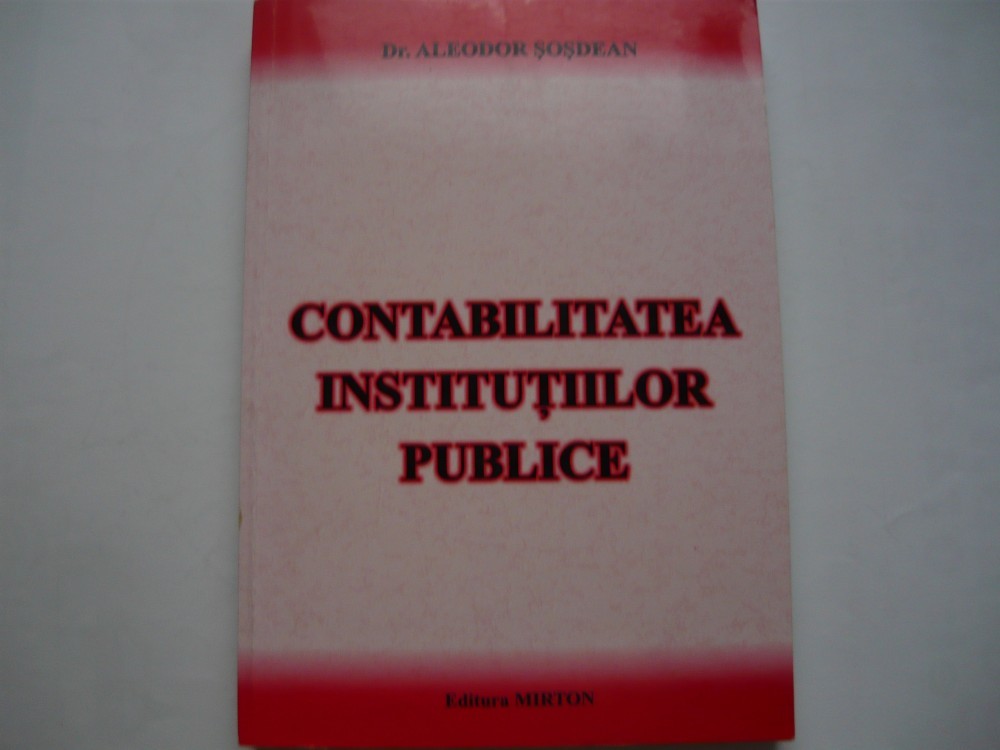 Dr. ALEODOR ŞOŞDEAN
CONTABILITATEA
INSTITUŢIILOR
PUBLICE
Editura MIRTON